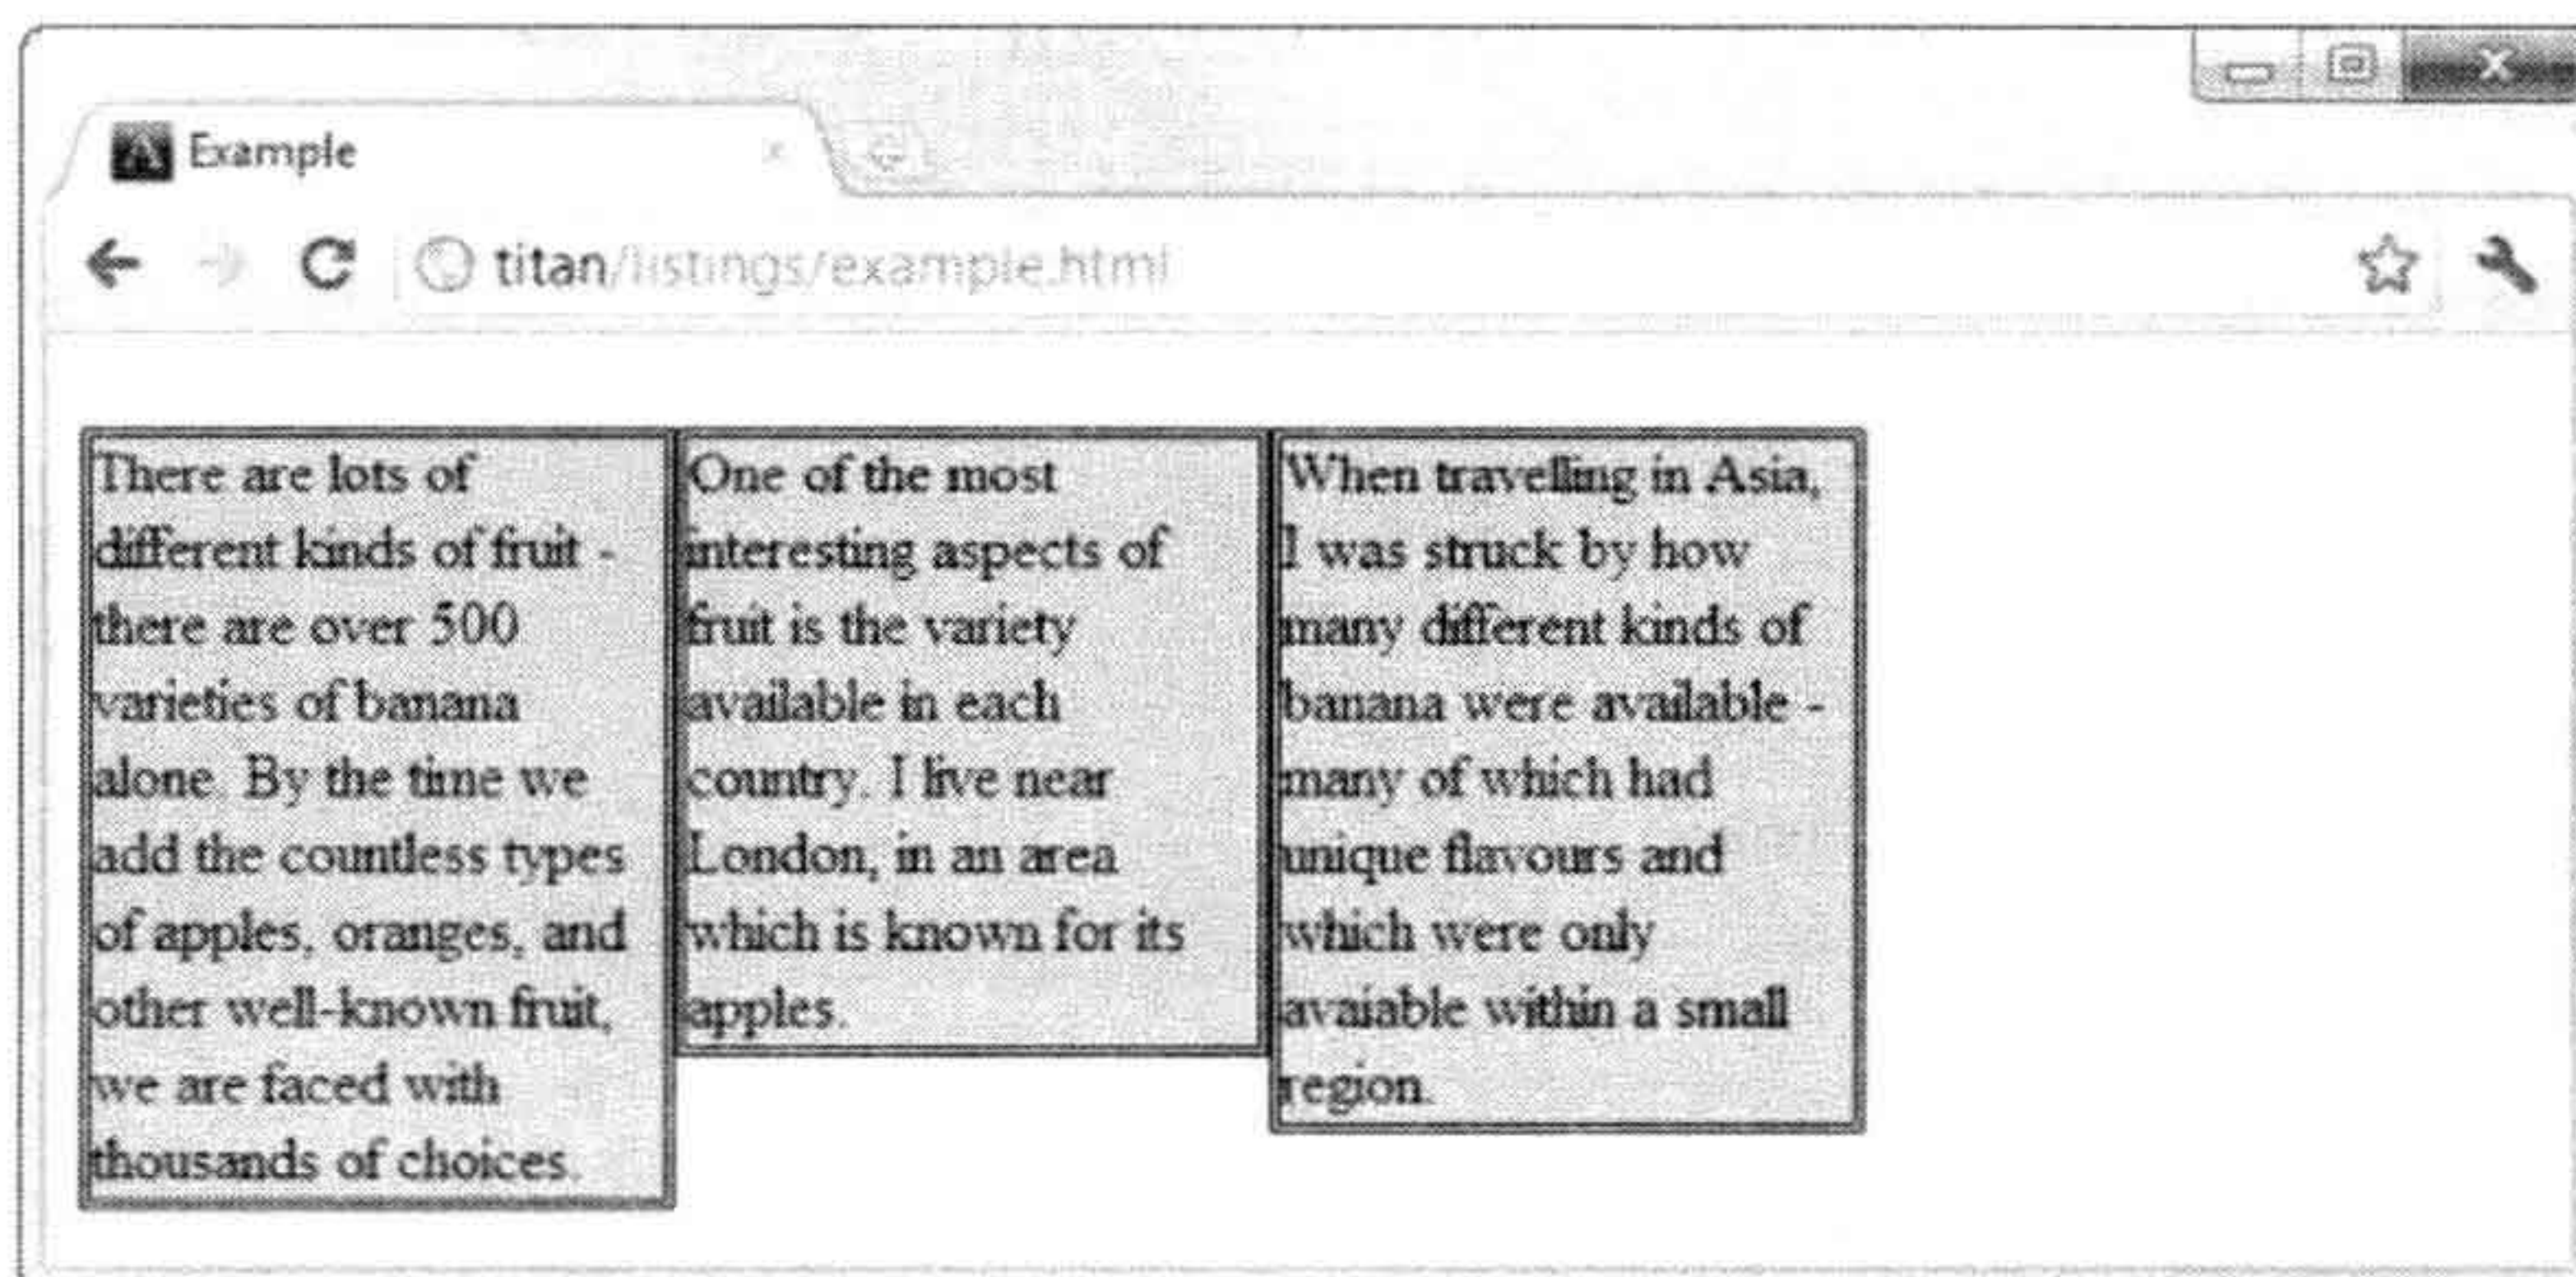 Example
titan/listings/example.html
There are lots of
different kinds of fruit -
there are over 500
varieties of banana
alone. By the time we
add the countless types
of apples, oranges, and
other well-known fruit,
we are faced with
thousands of choices.
One of the most
interesting aspects of
fruit is the variety
available in each
country. I live near
London, in an area
which is known for its
apples.
When travelling in Asia,
I was struck by how
many different kinds of
banana were available -
many of which had
unique flavours and
which were only
avaiable within a small
region.